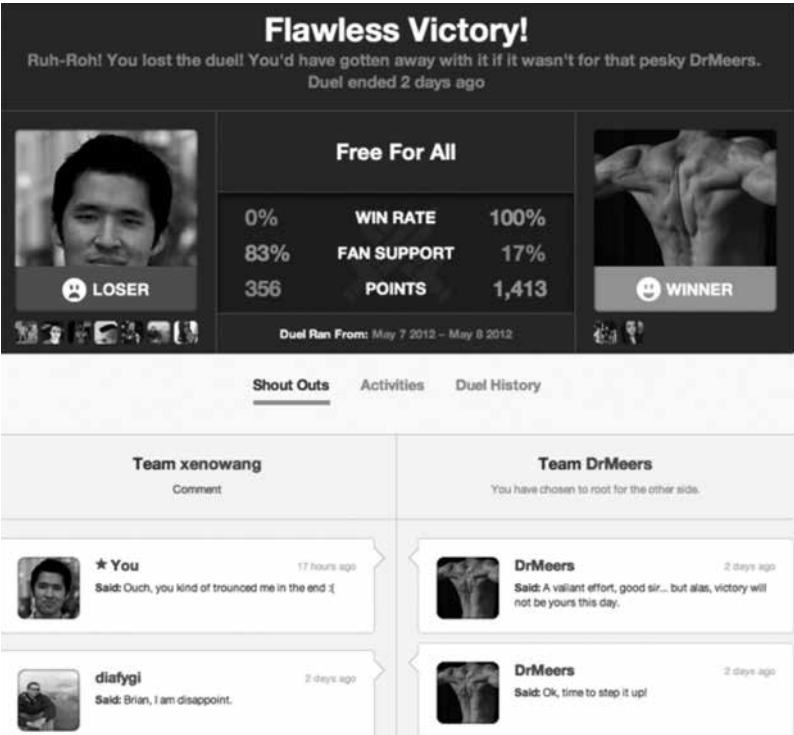 Flawless Victory!
Ruh-Roh! You lost the duel! You'd have gotten away with it if it wasn't for that pesky DrMeers.
Duel ended 2 days ago
Free For All
0% WIN RATE 100%
83% FAN SUPPORT 17%
356 POINTS 1,413
LOSER
WINNER
Duel Ran From: May 7 2012 – May 8 2012
Shout Outs Activities Duel History
Team xenowang
Comment
Team DrMeers
You have chosen to root for the other side.
★ You 17 hours ago
Said: Ouch, you kind of trounced me in the end :(
diafygi 2 days ago
Said: Brian, I am disappoint.
DrMeers 2 days ago
Said: A valiant effort, good sir... but alas, victory will
not be yours this day.
DrMeers 2 days ago
Said: Ok, time to step it up!